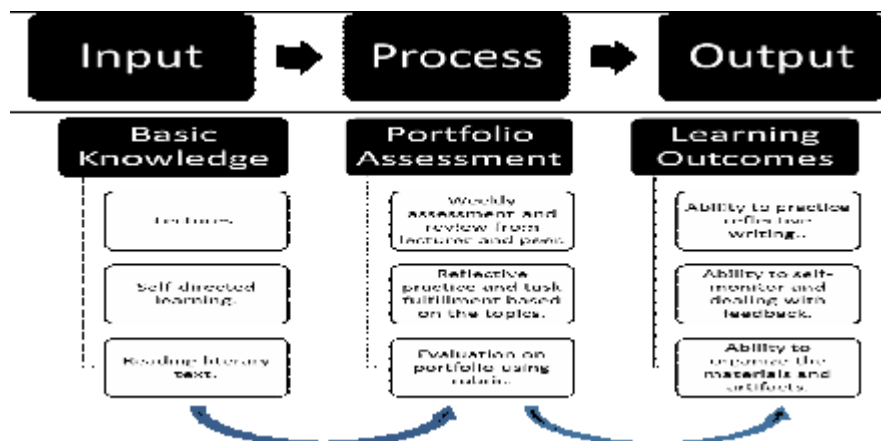 Input
Process
Output
Basic
Knowledge
Portfolio
Assessment
Learning
Outcomes
Lectures.
Self-directed
learning.
Reading literary
text.
Weekly
assessment and
review from
lectures and peer.
Reflective
practice and task
fulfillment based
on the topics.
Evaluation on
portfolio using
rubric.
Ability to practice
reflective
writing.
Ability to self-
monitor and
dealing with
feedback.
Ability to
organize the
materials and
artifacts.